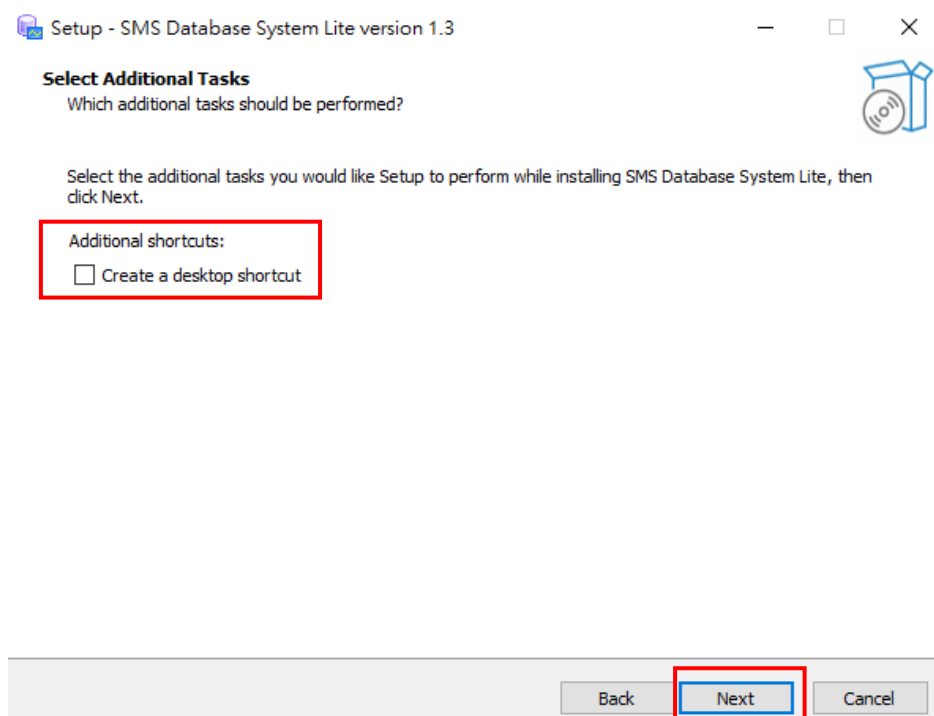 Setup - SMS Database System Lite version 1.3
Select Additional Tasks
Which additional tasks should be performed?
Select the additional tasks you would like Setup to perform while installing SMS Database System Lite, then
click Next.
Additional shortcuts:
Create a desktop shortcut
Back Next Cancel